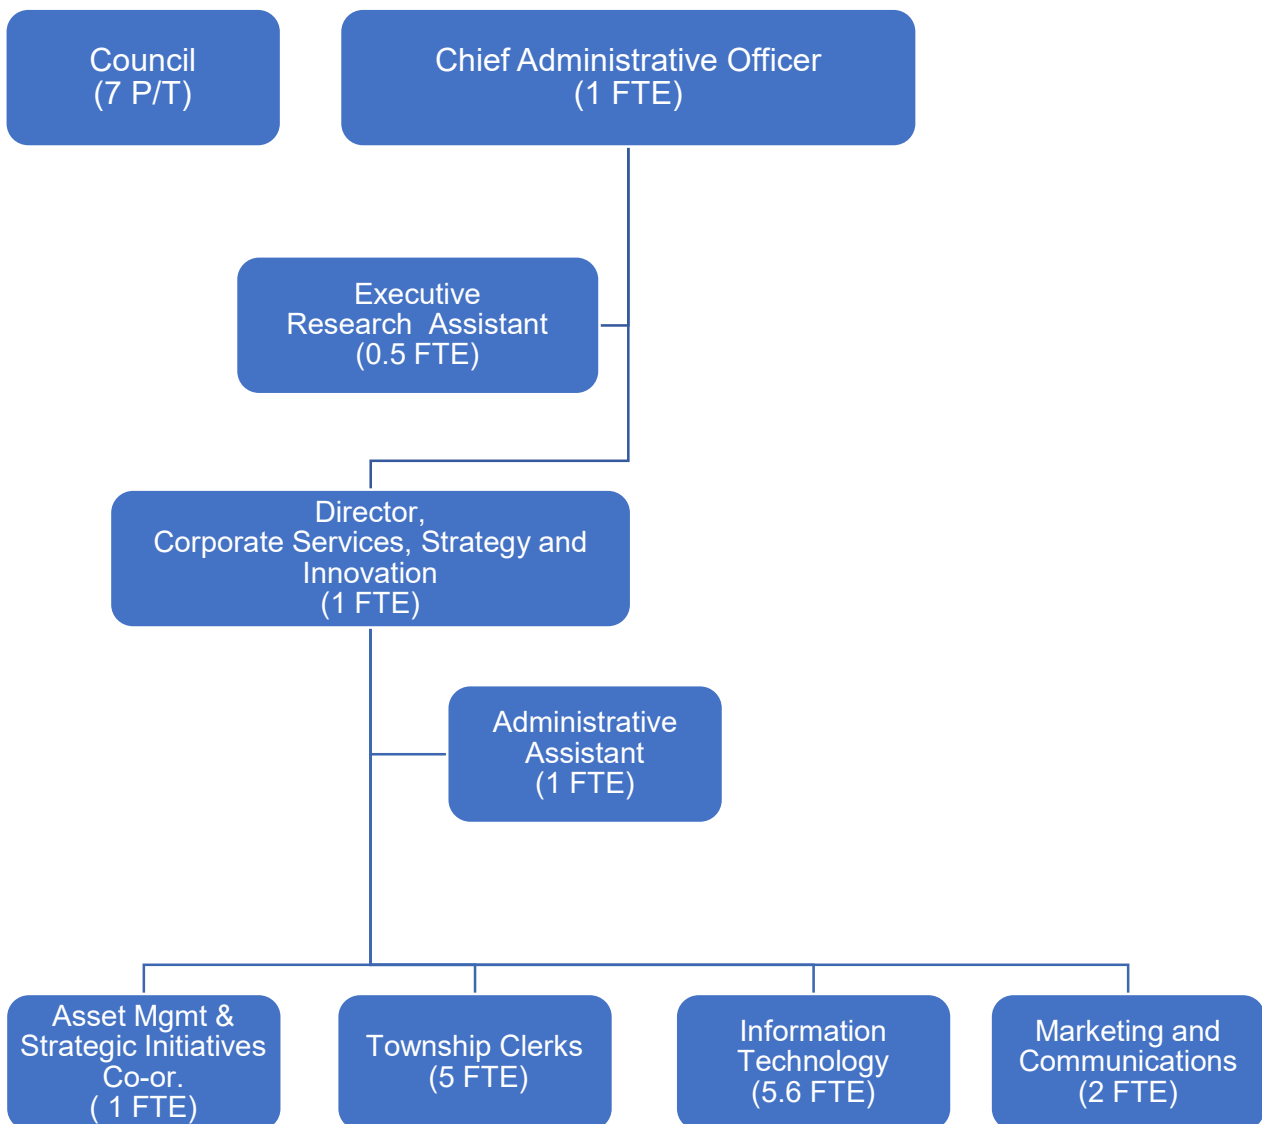 Council
(7 P/T)
Chief Administrative Officer
(1 FTE)
Executive
Research  Assistant
(0.5 FTE)
Director,
Corporate Services, Strategy and
Innovation
(1 FTE)
Administrative
Assistant
(1 FTE)
Asset Mgmt &
Strategic Initiatives
Co-or.
( 1 FTE)
Township Clerks
(5 FTE)
Information
Technology
(5.6 FTE)
Marketing and
Communications
(2 FTE)